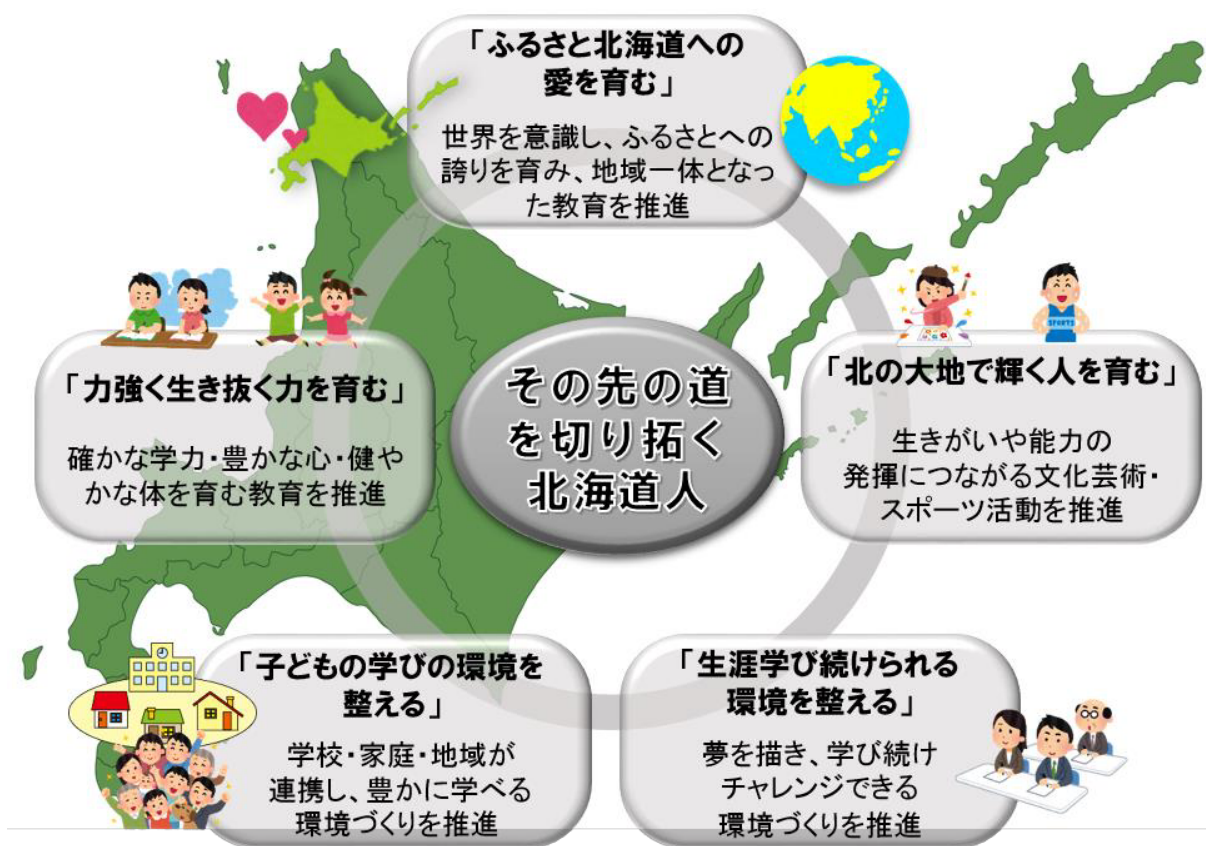 「ふるさと北海道への
愛を育む」
世界を意識し、ふるさとへの
誇りを育み、地域一体となっ
た教育を推進
「力強く生き抜く力を育む」
確かな学力・豊かな心・健や
かな体を育む教育を推進
その先の道
を切り拓く
北海道人
SPORTS
「北の大地で輝く人を育む」
生きがいや能力の
発揮につながる文化芸術・
スポーツ活動を推進
「子どもの学びの環境を
整える」
学校・家庭・地域が
連携し、豊かに学べる
環境づくりを推進
「生涯学び続けられる
環境を整える」
夢を描き、学び続け
チャレンジできる
環境づくりを推進